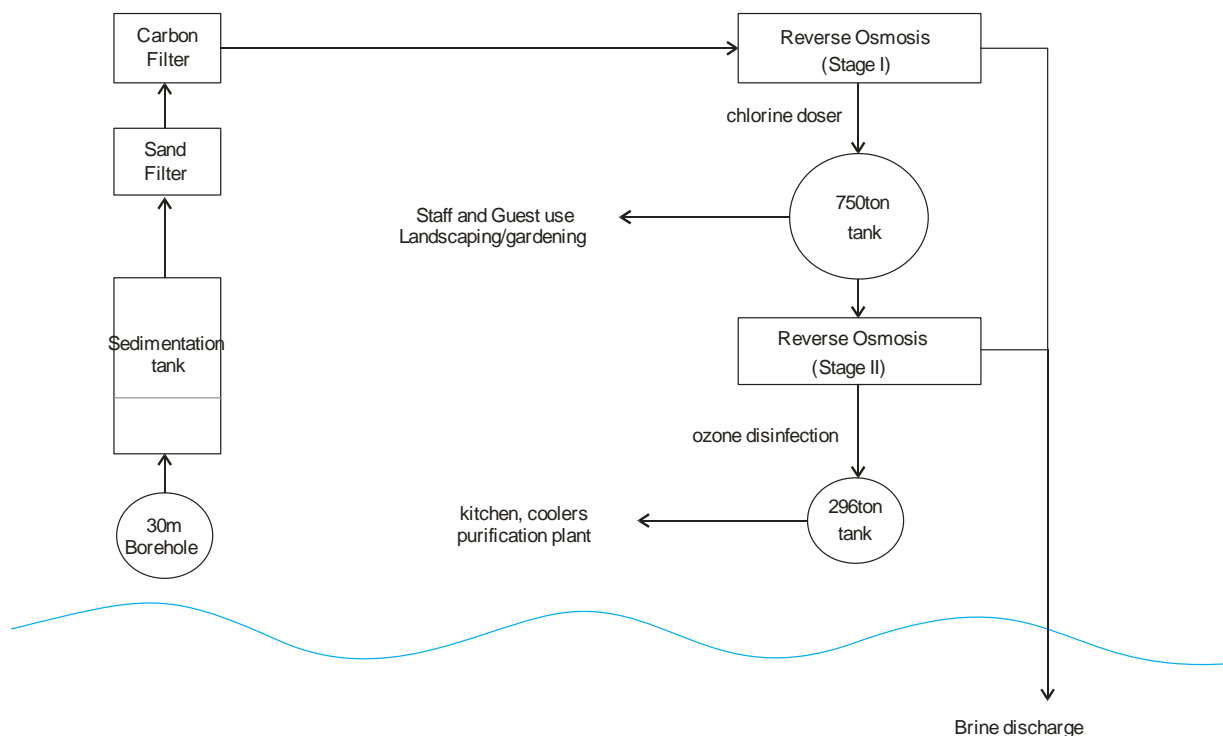 Carbon
Filter
Reverse Osmosis
(Stage I)
chlorine doser
Sand
Filter
750ton
tank
Staff and Guest use
Landscaping/gardening
Sedimentation
tank
Reverse Osmosis
(Stage II)
ozone disinfection
30m
Borehole
296ton
tank
kitchen, coolers
purification plant
Brine discharge